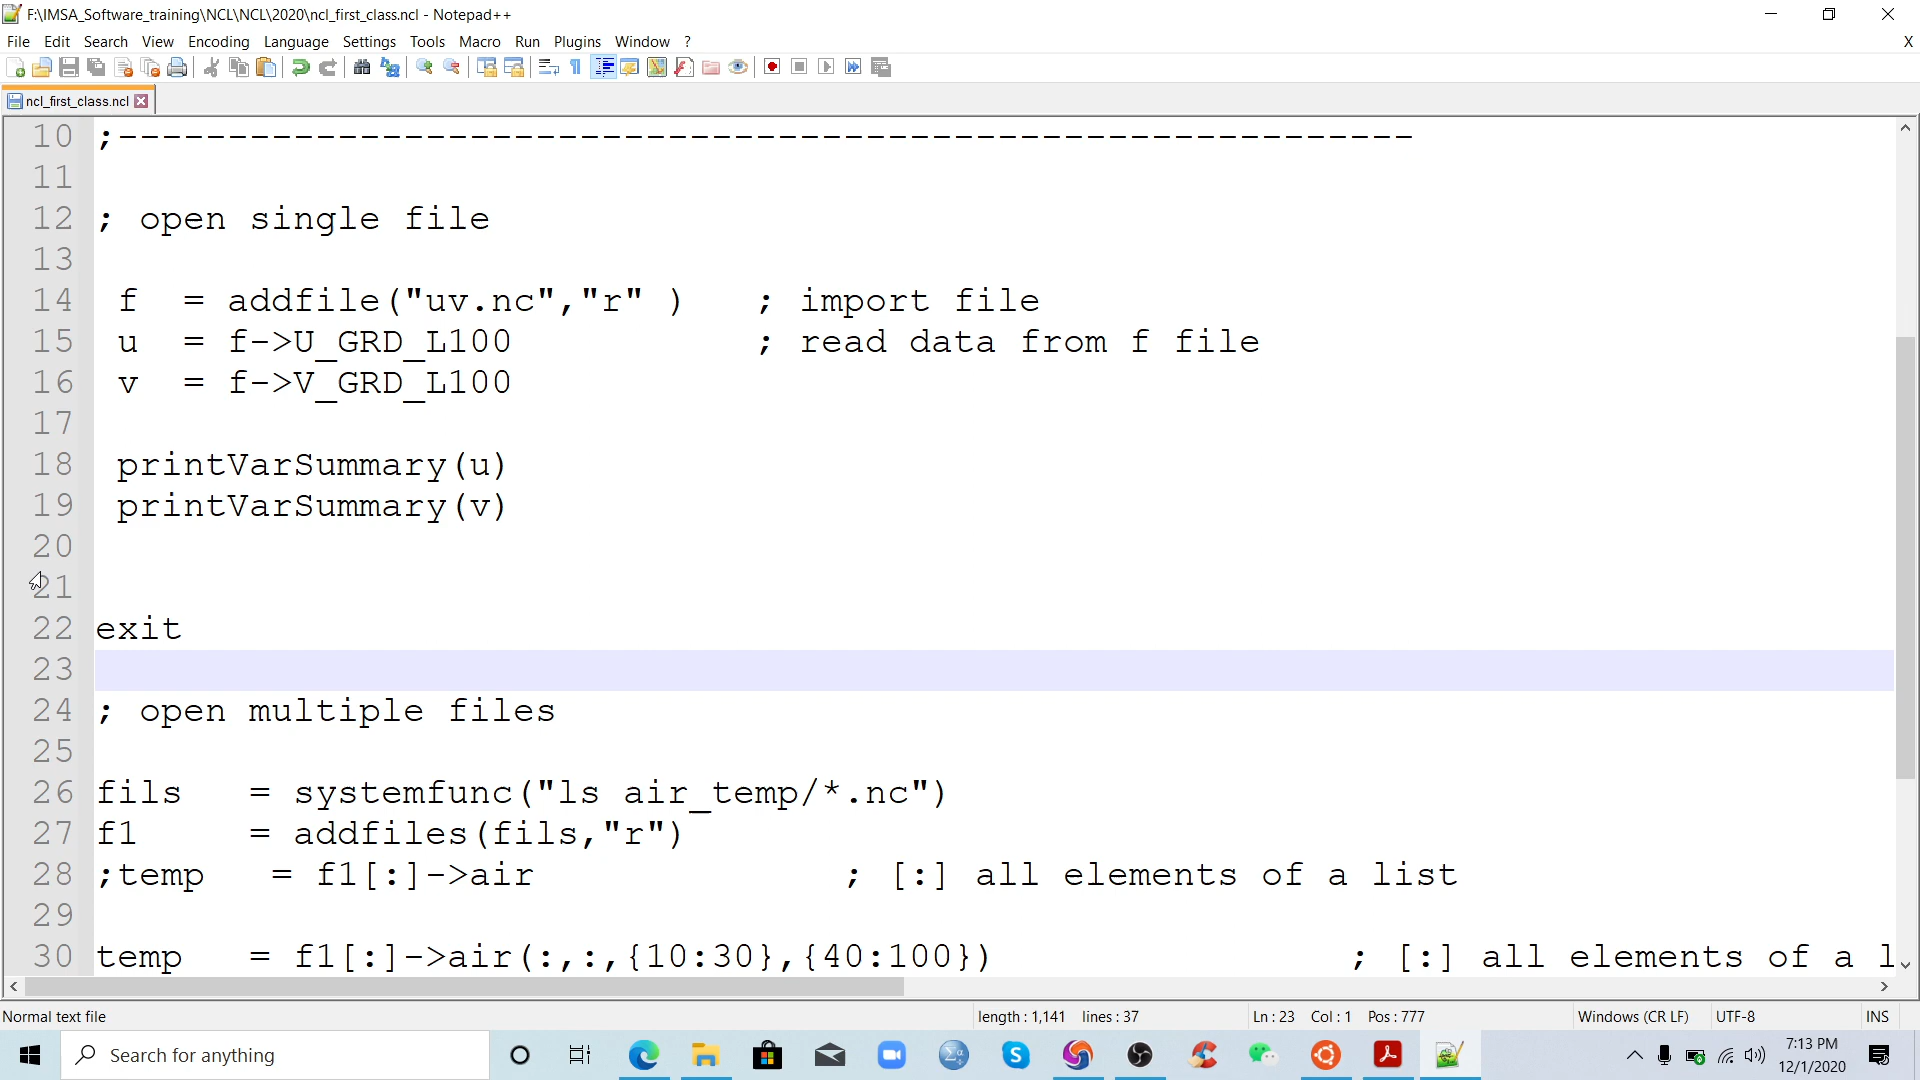 F:\IMSA_Software_training\NCL\NCL\2020\ncl_first_class.ncl - Notepad++
File Edit Search View Encoding Language Settings Tools Macro Run Plugins Window ? X
ncl_first_class.ncl
10 ;-----------------------------------------------------------
11
12 ; open single file
13
14 f = addfile("uv.nc","r" ) ; import file
15 u = f->U_GRD_L100 ; read data from f file
16 v = f->V_GRD_L100
17
18 printVarSummary(u)
19 printVarSummary(v)
20
21
22 exit
23
24 ; open multiple files
25
26 fils = systemfunc("ls air_temp/*.nc")
27 f1 = addfiles(fils,"r")
28 ;temp = f1[:]->air ; [:] all elements of a list
29
30 temp = f1[:]->air(:,:,{10:30},{40:100}) ; [:] all elements of a l
Normal text file length : 1,141 lines : 37 Ln : 23 Col : 1 Pos : 777 Windows (CR LF) UTF-8 INS
Search for anything
7:13 PM
12/1/2020